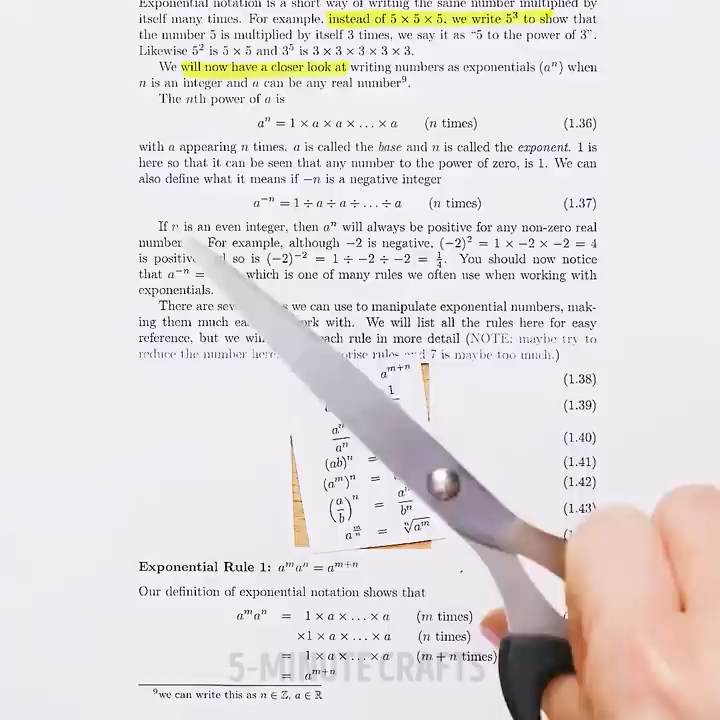 Exponential notation is a short way of writing the same number multiplied by
itself many times. For example, instead of 5 × 5 × 5, we write 5³ to show that
the number 5 is multiplied by itself 3 times, we say it as “5 to the power of 3”.
Likewise 5² is 5 × 5 and 3⁵ is 3 × 3 × 3 × 3 × 3.
We will now have a closer look at writing numbers as exponentials (aⁿ) when
n is an integer and a can be any real number⁹.
The nth power of a is
aⁿ = 1 × a × a × . . . × a (n times) (1.36)
with a appearing n times. a is called the base and n is called the exponent. 1 is
here so that it can be seen that any number to the power of zero, is 1. We can
also define what it means if −n is a negative integer
a⁻ⁿ = 1 ÷ a ÷ a ÷ . . . ÷ a (n times) (1.37)
If n is an even integer, then aⁿ will always be positive for any non-zero real
number For example, although −2 is negative, (−2)² = 1 × −2 × −2 = 4
is positive so is (−2)⁻² = 1 ÷ −2 ÷ −2 = 1/4. You should now notice
that a⁻ⁿ = which is one of many rules we often use when working with
exponentials.
There are we can use to manipulate exponential numbers, mak-
ing them much work with. We will list all the rules here for easy
reference, but we each rule in more detail (NOTE: maybe try to
reduce the number here. rules and 7 is maybe too much.)
aᵐ⁺ⁿ (1.38)
1 (1.39)
aⁿ/aⁿ (1.40)
(ab)ⁿ = (1.41)
(aᵐ)ⁿ = (1.42)
(a/b)ⁿ = aⁿ/bⁿ (1.43)
a^(m/n) = ⁿ√aᵐ
Exponential Rule 1: aᵐaⁿ = aᵐ⁺ⁿ
Our definition of exponential notation shows that
aᵐaⁿ = 1 × a × . . . × a (m times)
×1 × a × . . . × a (n times)
= 1 × a × . . . × a (m + n times)
= aᵐ⁺ⁿ
5-MINUTE CRAFTS
⁹we can write this as n ∈ ℤ, a ∈ ℝ